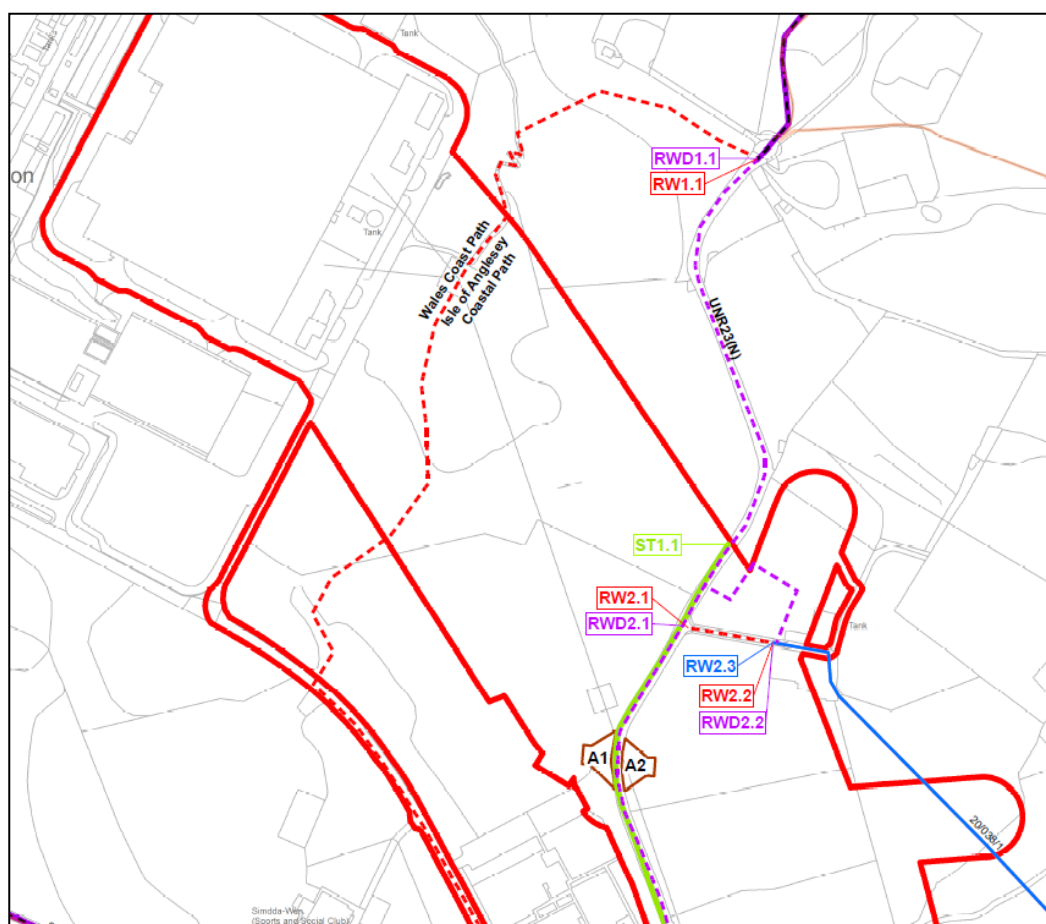 Tank
Tank
on
RWD1.1
RW1.1
Tank
Wales Coast Path
Isle of Anglesey
Coastal Path
UNR23(N)
ST1.1
RW2.1
RWD2.1
Tank
RW2.3
RW2.2
RWD2.2
A1
A2
20/038/1
Simdda-Wen
(Sports and Social Club)